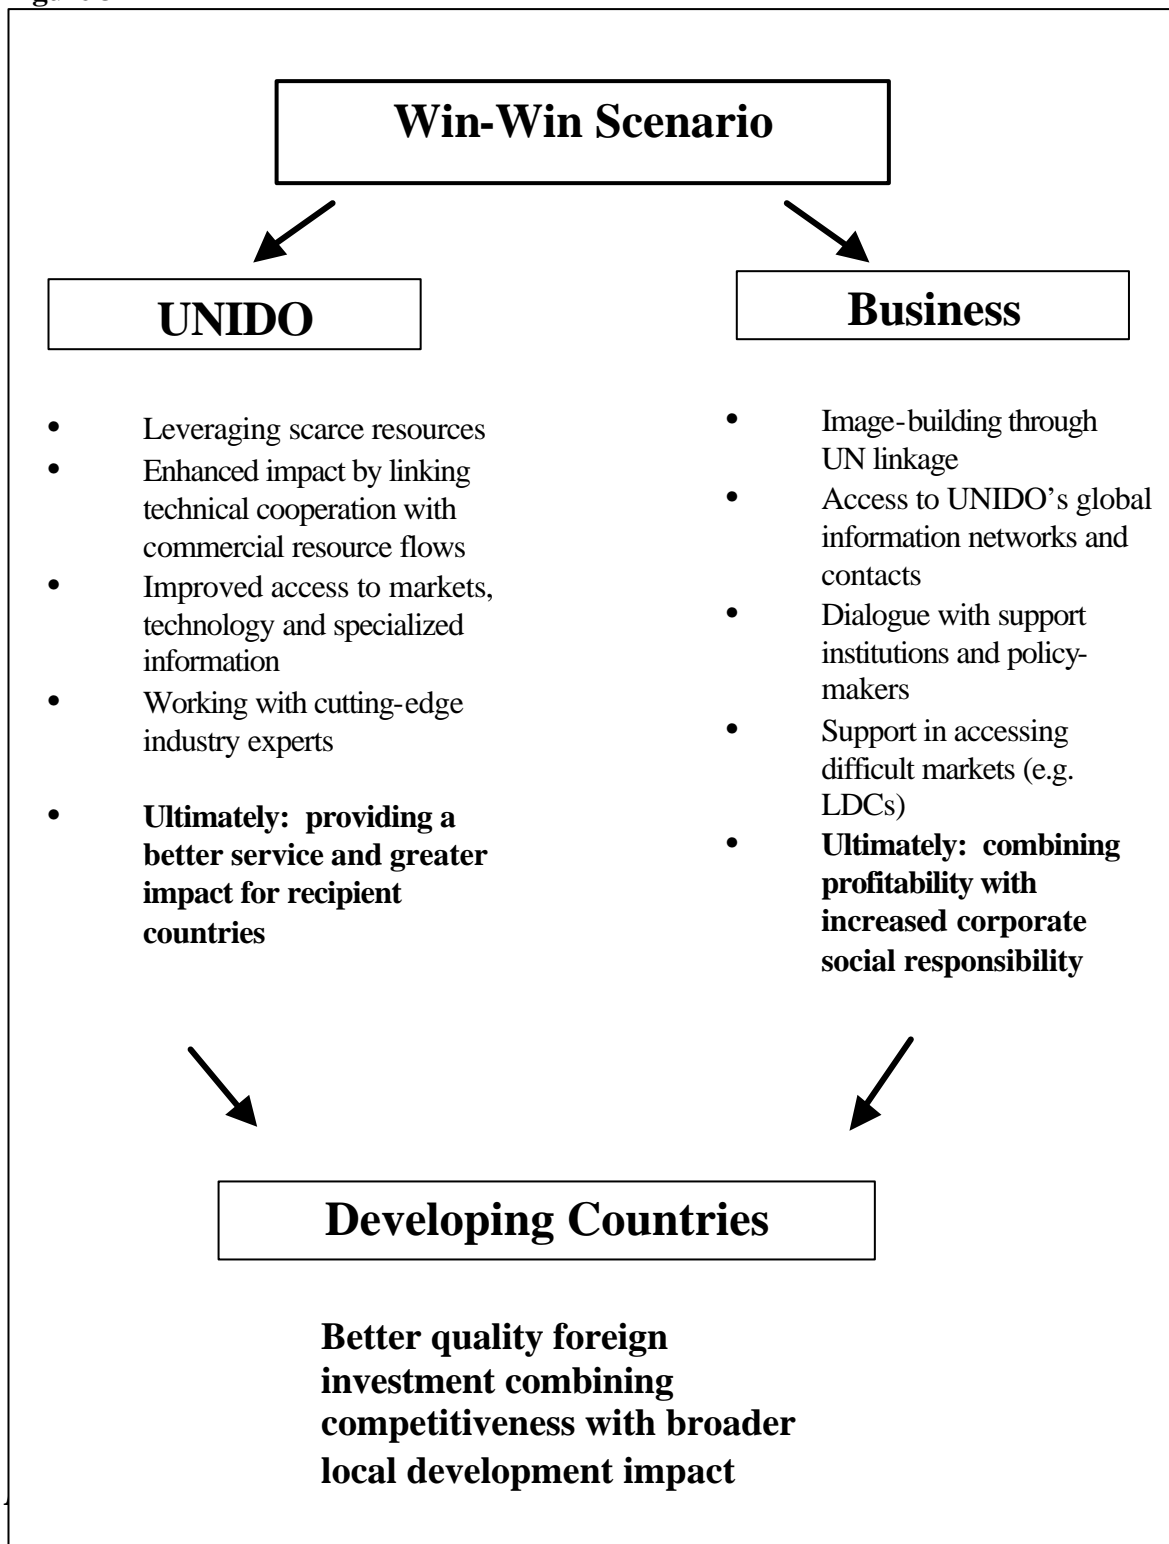 Win-Win Scenario
UNIDO
• Leveraging scarce resources
• Enhanced impact by linking
technical cooperation with
commercial resource flows
• Improved access to markets,
technology and specialized
information
• Working with cutting-edge
industry experts
• Ultimately: providing a
better service and greater
impact for recipient
countries
Business
• Image-building through
UN linkage
• Access to UNIDO’s global
information networks and
contacts
• Dialogue with support
institutions and policy-
makers
• Support in accessing
difficult markets (e.g.
LDCs)
• Ultimately: combining
profitability with
increased corporate
social responsibility
Developing Countries
Better quality foreign
investment combining
competitiveness with broader
local development impact